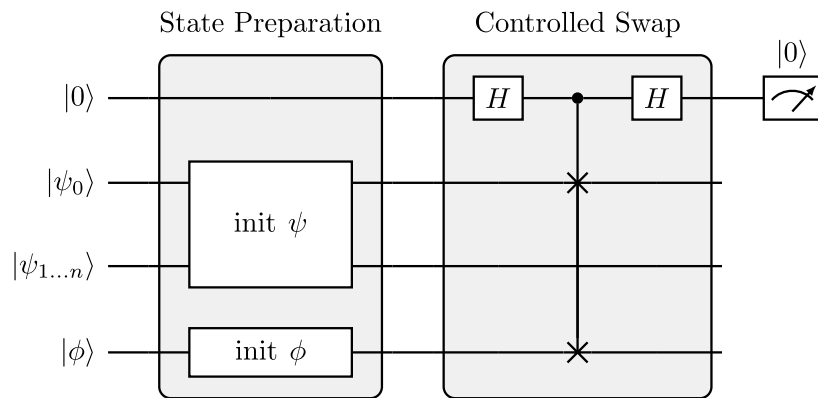 State Preparation Controlled Swap
|0⟩
|0⟩ H H
|ψ₀⟩
init ψ
|ψ₁…ₙ⟩
|ϕ⟩ init ϕ